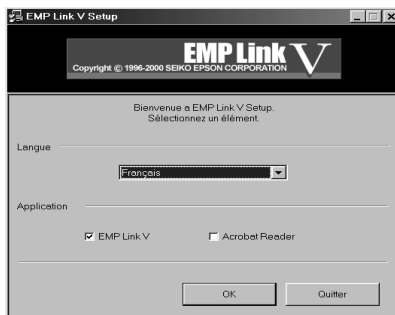 EMP Link V Setup
EMP Link V
Copyright © 1996-2000 SEIKO EPSON CORPORATION
Bienvenue a EMP Link V Setup.
Sélectionnez un élément.
Langue
Français
Application
EMP Link V
Acrobat Reader
OK
Quitter